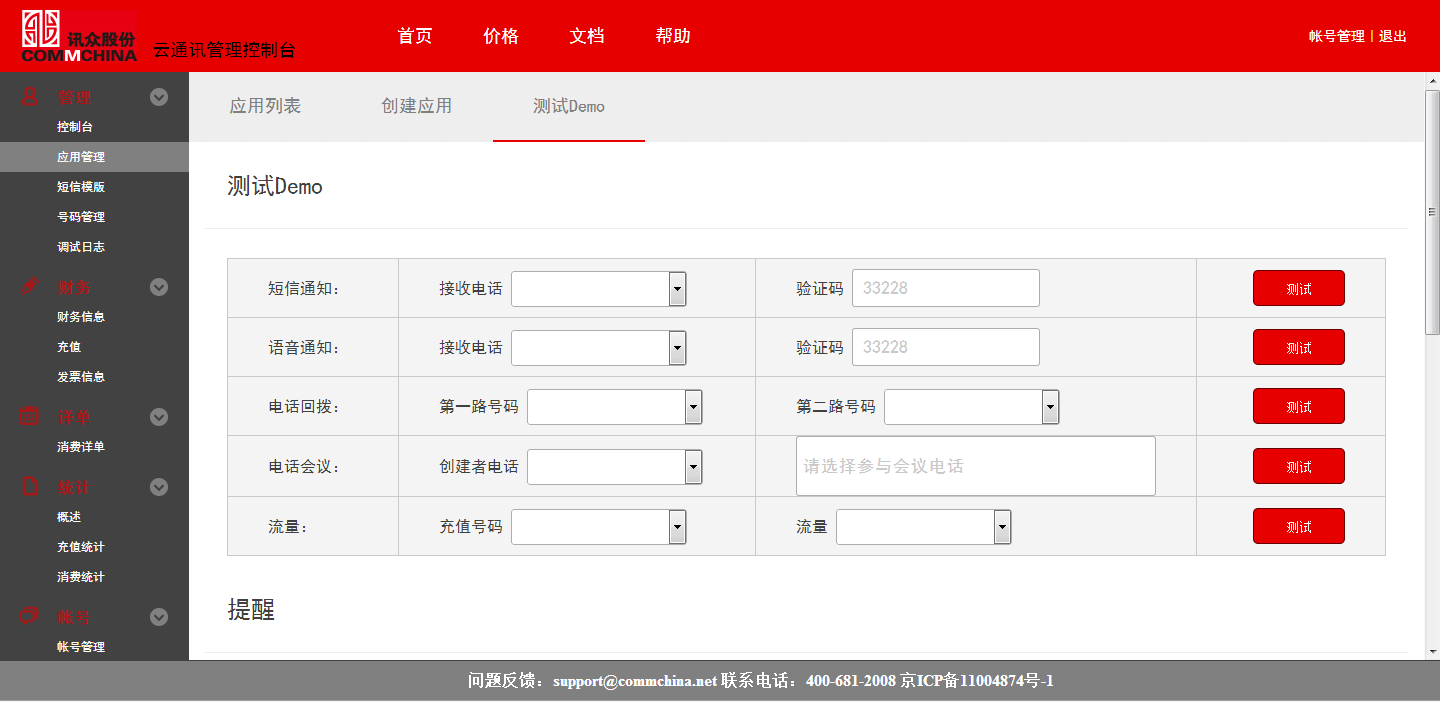 讯众股份
COMMCHINA
云通讯管理控制台
首页 价格 文档 帮助
帐号管理 | 退出
管理
控制台
应用管理
短信模版
号码管理
调试日志
财务
财务信息
充值
发票信息
详单
消费详单
统计
概述
充值统计
消费统计
帐号
帐号管理
应用列表 创建应用 测试Demo
测试Demo
短信通知： 接收电话 验证码 33228 测试
语音通知： 接收电话 验证码 33228 测试
电话回拨： 第一路号码 第二路号码 测试
电话会议： 创建者电话 请选择参与会议电话 测试
流量： 充值号码 流量 测试
提醒
问题反馈：support@commchina.net 联系电话：400-681-2008 京ICP备11004874号-1